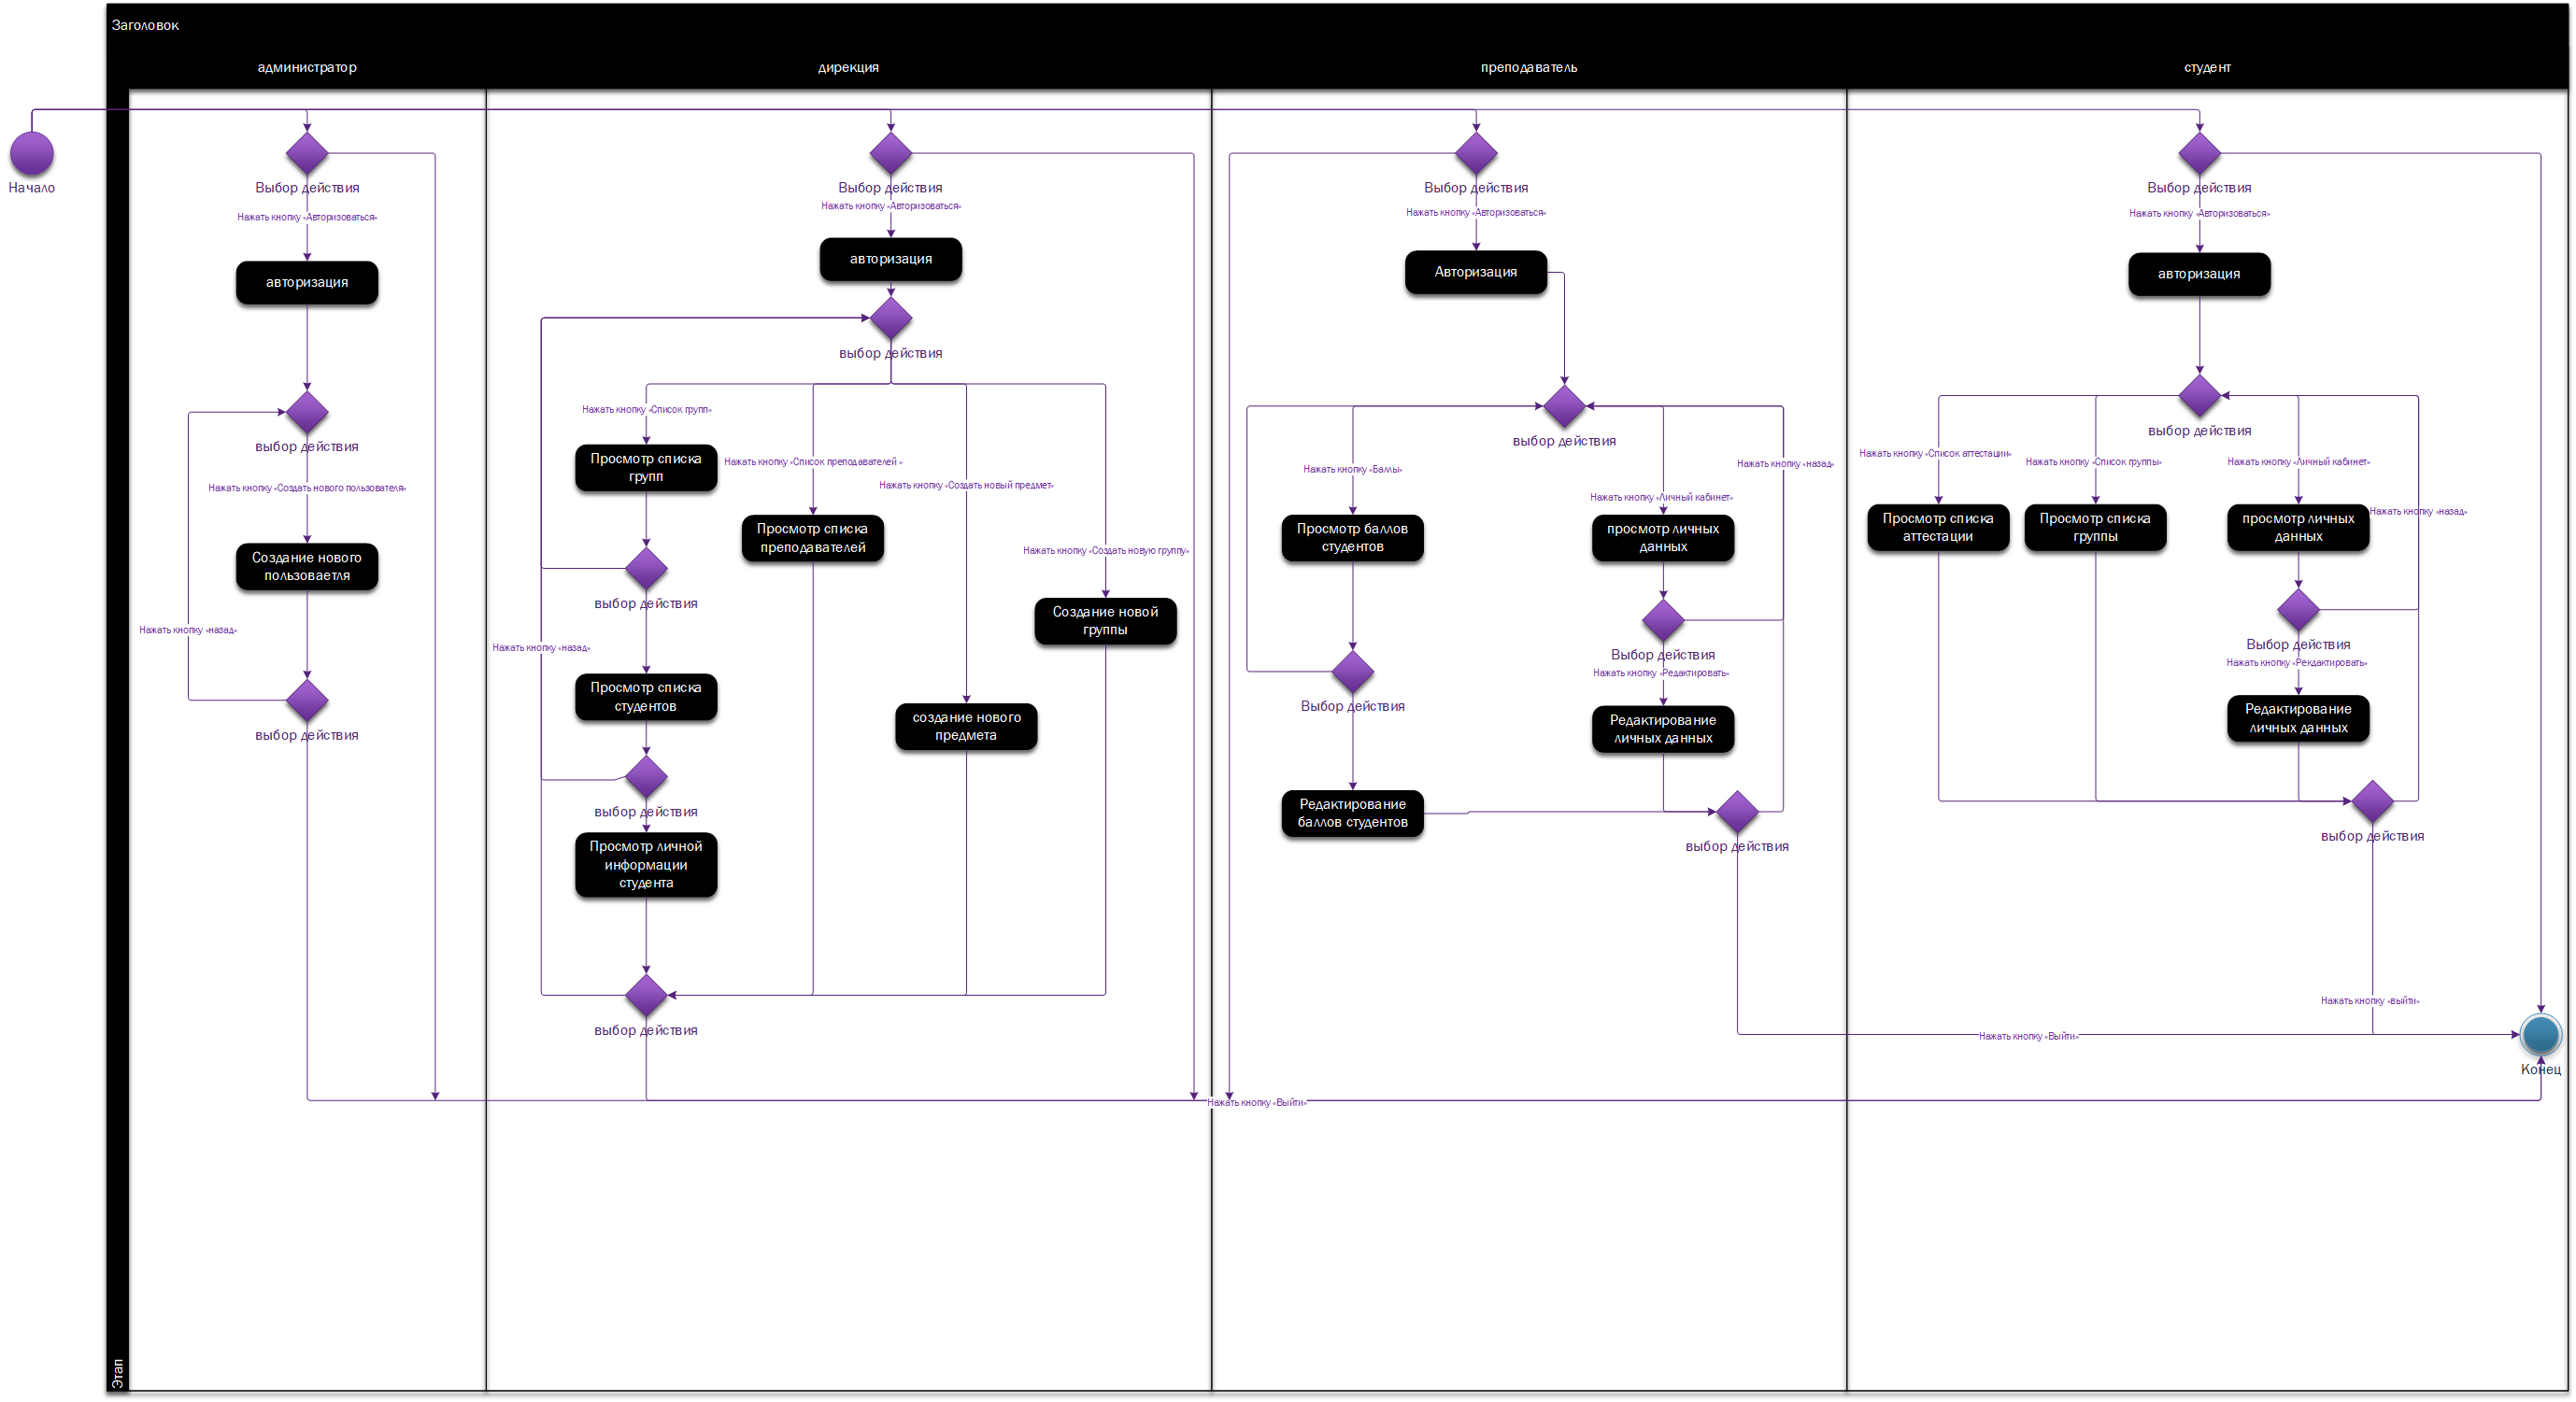 Заголовок
администратор
дирекция
преподаватель
студент
Начало
Выбор действия
Нажать кнопку «Авторизоваться»
авторизация
выбор действия
Нажать кнопку «Создать нового пользователя»
Создание нового
пользоваетля
Нажать кнопку «назад»
выбор действия
Выбор действия
Нажать кнопку «Авторизоваться»
авторизация
выбор действия
Нажать кнопку «Список групп»
Просмотр списка
групп
Нажать кнопку «Список преподавателей »
Просмотр списка
преподавателей
Нажать кнопку «Создать новый предмет»
создание нового
предмета
Нажать кнопку «Создать новую группу»
Создание новой
группы
выбор действия
Нажать кнопку «назад»
Просмотр списка
студентов
выбор действия
Просмотр личной
информации
студента
выбор действия
Выбор действия
Нажать кнопку «Авторизоваться»
Авторизация
выбор действия
Нажать кнопку «Баллы»
Просмотр баллов
студентов
Выбор действия
Редактирование
баллов студентов
Нажать кнопку «назад»
Нажать кнопку «Личный кабинет»
просмотр личных
данных
Выбор действия
Нажать кнопку «Редактировать»
Редактирование
личных данных
выбор действия
Выбор действия
Нажать кнопку «Авторизоваться»
авторизация
выбор действия
Нажать кнопку «Список аттестации»
Просмотр списка
аттестации
Нажать кнопку «Список группы»
Просмотр списка
группы
Нажать кнопку «Личный кабинет»
просмотр личных
данных
Нажать кнопку «назад»
Выбор действия
Нажать кнопку «Рекдактировать»
Редактирование
личных данных
выбор действия
Нажать кнопку «выйти»
Нажать кнопку «Выйти»
Конец
Нажать кнопку «Выйти»
Этап